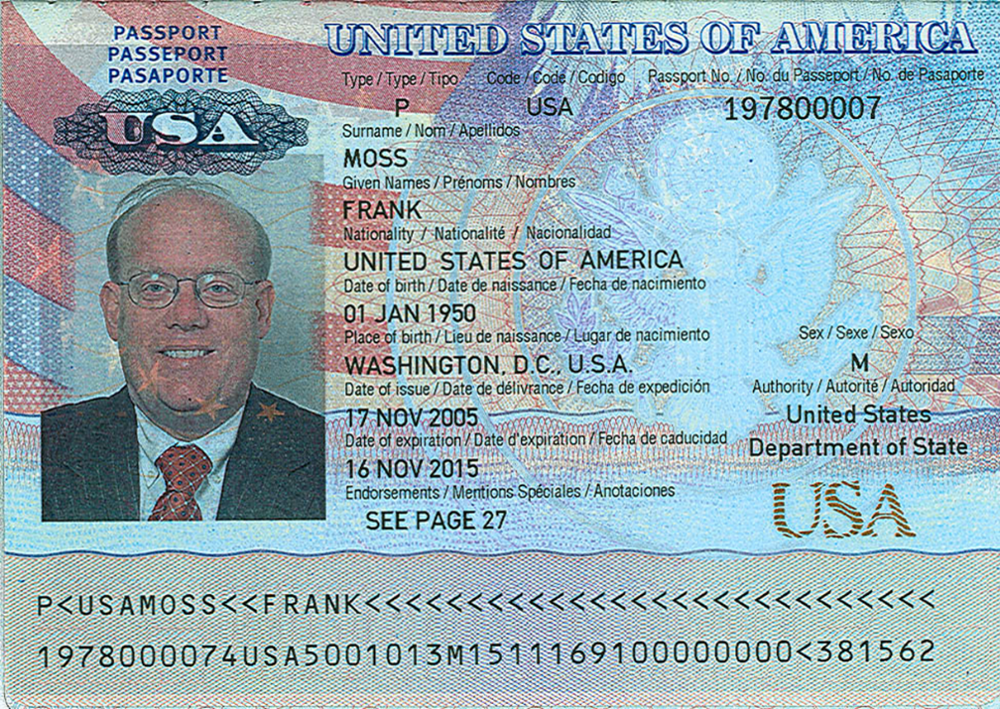 PASSPORT
PASSEPORT
PASAPORTE
USA
UNITED STATES OF AMERICA
Type / Type / Tipo Code / Code / Codigo Passport No. / No. du Passeport / No. de Pasaporte
P USA 197800007
Surname / Nom / Apellidos
MOSS
Given Names / Prénoms / Nombres
FRANK
Nationality / Nationalité / Nacionalidad
UNITED STATES OF AMERICA
Date of birth / Date de naissance / Fecha de nacimiento
01 JAN 1950
Place of birth / Lieu de naissance / Lugar de nacimiento Sex / Sexe / Sexo
WASHINGTON, D.C., U.S.A. M
Date of issue / Date de délivrance / Fecha de expedición Authority / Autorité / Autoridad
17 NOV 2005 United States
Date of expiration / Date d'expiration / Fecha de caducidad Department of State
16 NOV 2015
Endorsements / Mentions Spéciales / Anotaciones
SEE PAGE 27 USA
P<USAMOSS<<FRANK<<<<<<<<<<<<<<<<<<<<<<<<<<<<
1978000074USA5001013M1511169100000000<381562